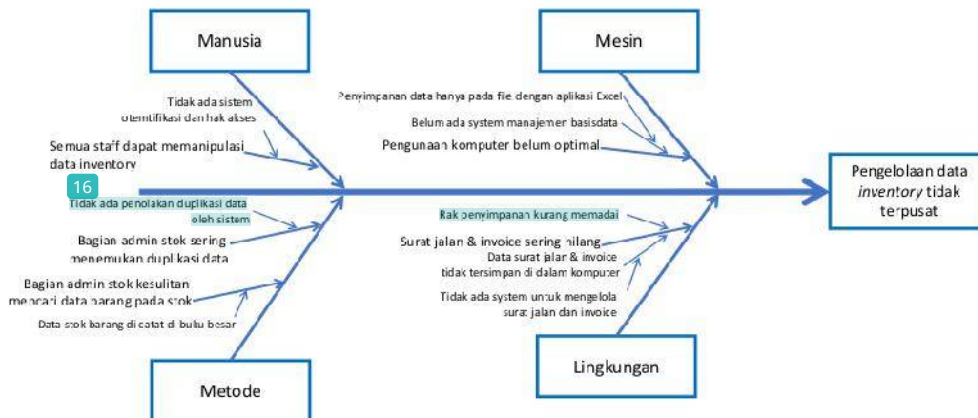 Manusia
Mesin
Tidak ada sistem
otentifikasi dan hak akses
Semua staff dapat memanipulasi
data inventory
Penyimpanan data hanya pada file dengan aplikasi Excel
Belum ada system manajemen basisdata
Pengunaan komputer belum optimal
16
Pengelolaan data
inventory tidak
terpusat
Tidak ada penolakan duplikasi data
oleh sistem
Bagian admin stok sering
menemukan duplikasi data
Bagian admin stok kesulitan
mencari data barang pada stok
Data stok barang di catat di buku besar
Rak penyimpanan kurang memadai
Surat jalan & invoice sering hilang
Data surat jalan & invoice
tidak tersimpan di dalam komputer
Tidak ada system untuk mengelola
surat jalan dan invoice
Metode
Lingkungan